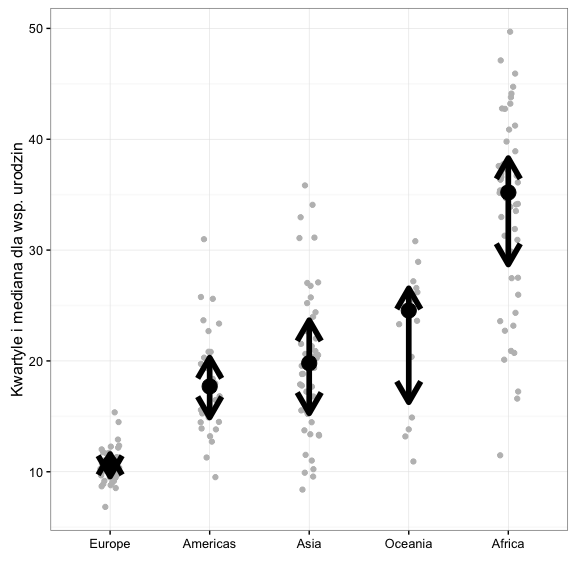 50
40
30
20
10
Kwartyle i mediana dla wsp. urodzin
Europe
Americas
Asia
Oceania
Africa